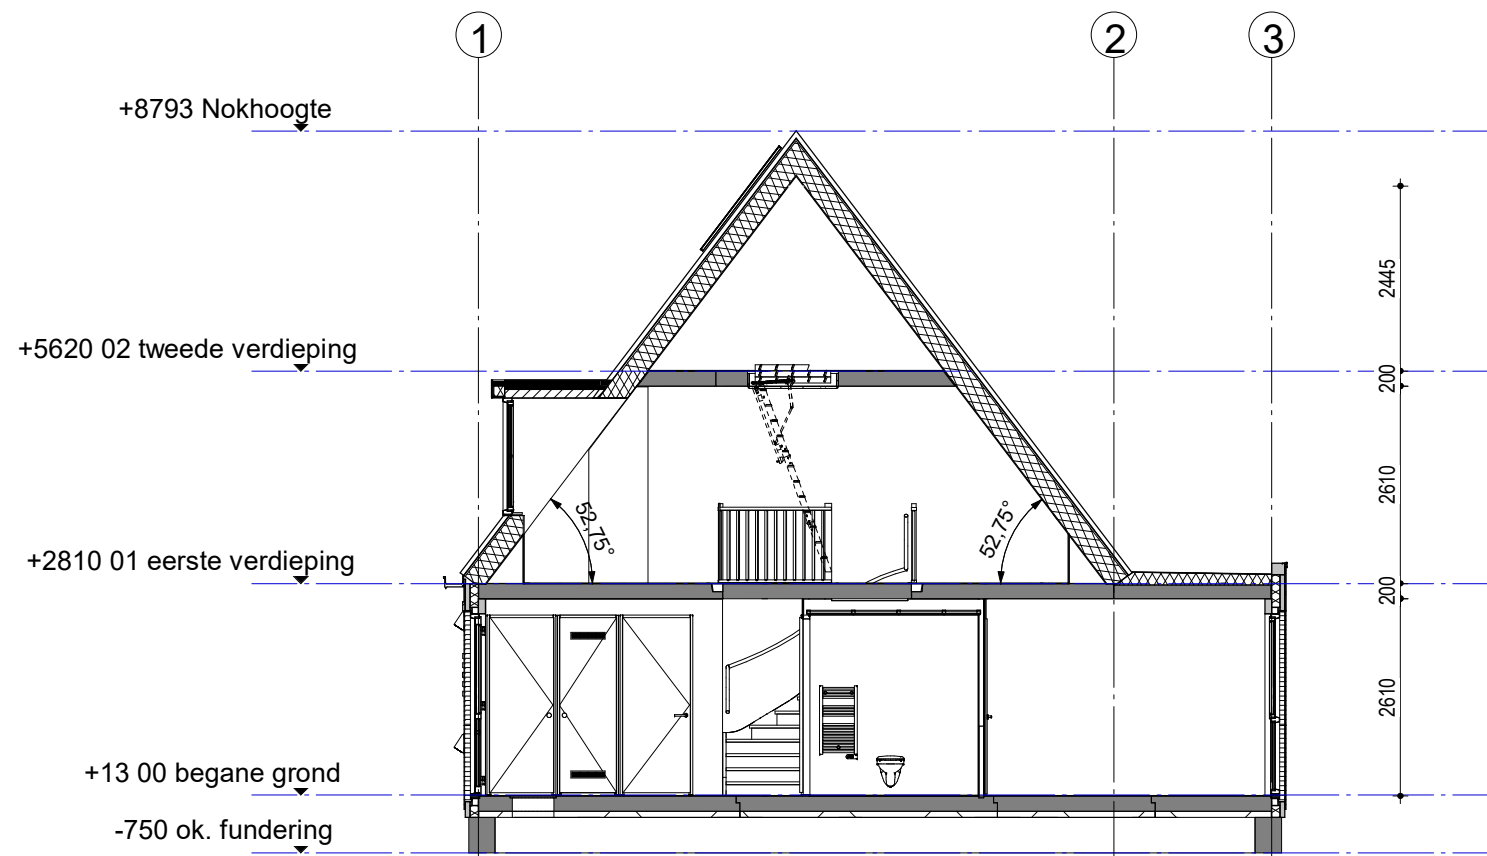 1
2
3
+8793 Nokhoogte
2445
+5620 02 tweede verdieping
200
2610
52,75°
52,75°
+2810 01 eerste verdieping
200
2610
+13 00 begane grond
-750 ok. fundering